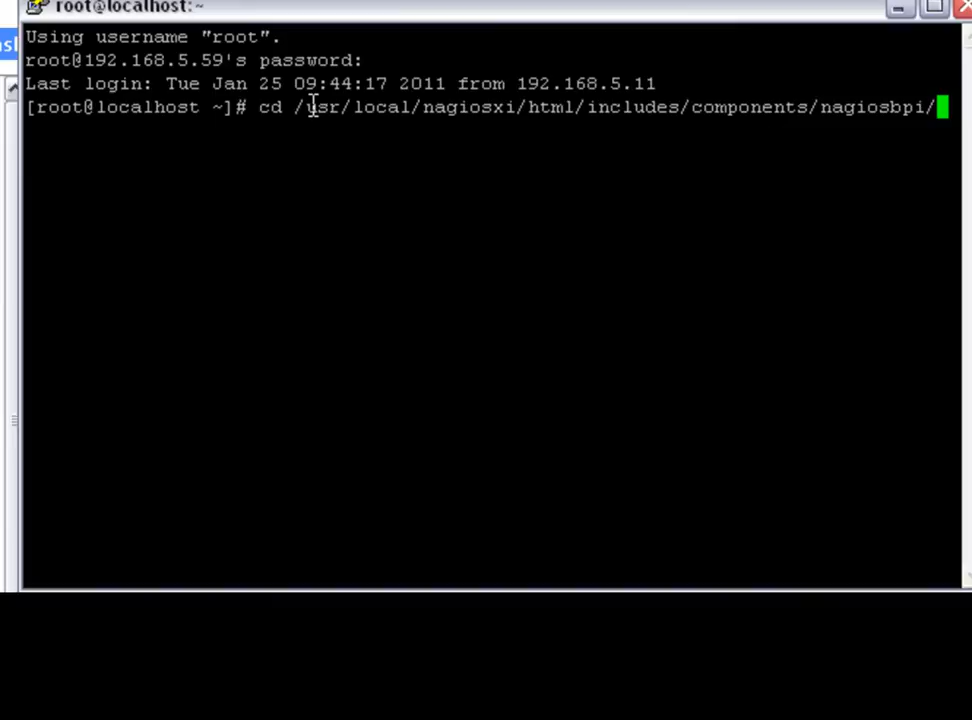 root@localhost:~
Using username "root".
root@192.168.5.59's password:
Last login: Tue Jan 25 09:44:17 2011 from 192.168.5.11
[root@localhost ~]# cd /usr/local/nagiosxi/html/includes/components/nagiosbpi/